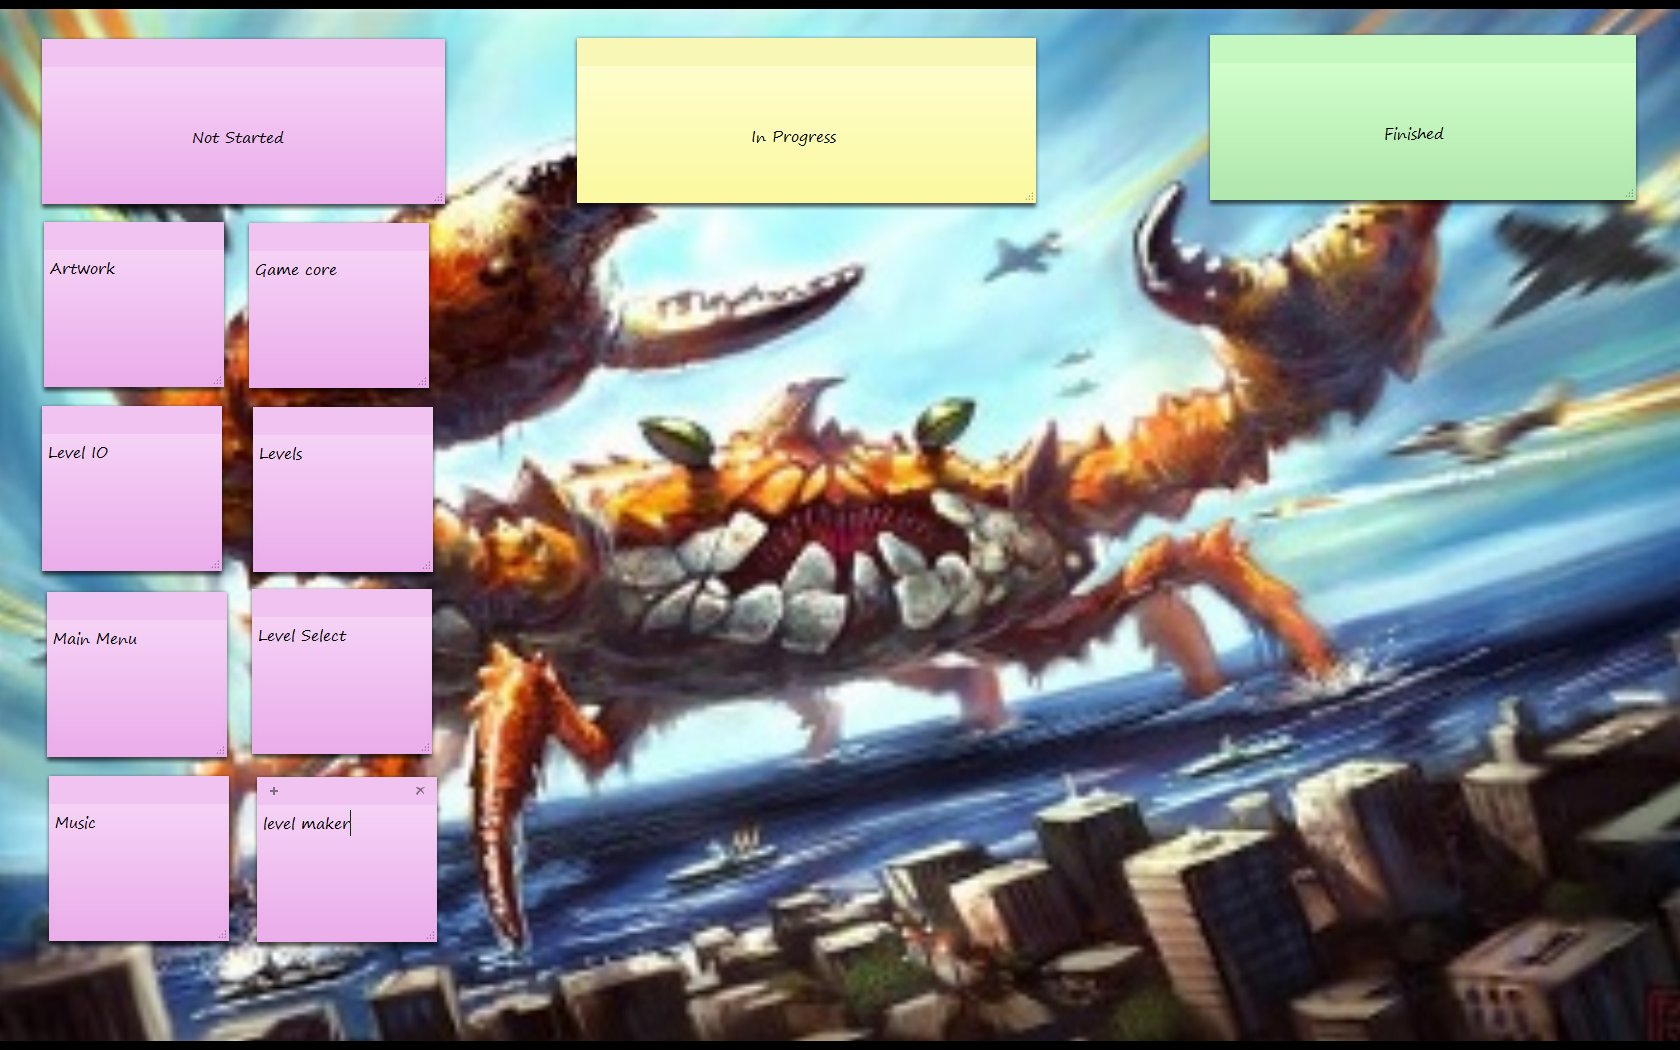 Not Started
In Progress
Finished
Artwork
Game core
Level IO
Levels
Main Menu
Level Select
Music
level maker